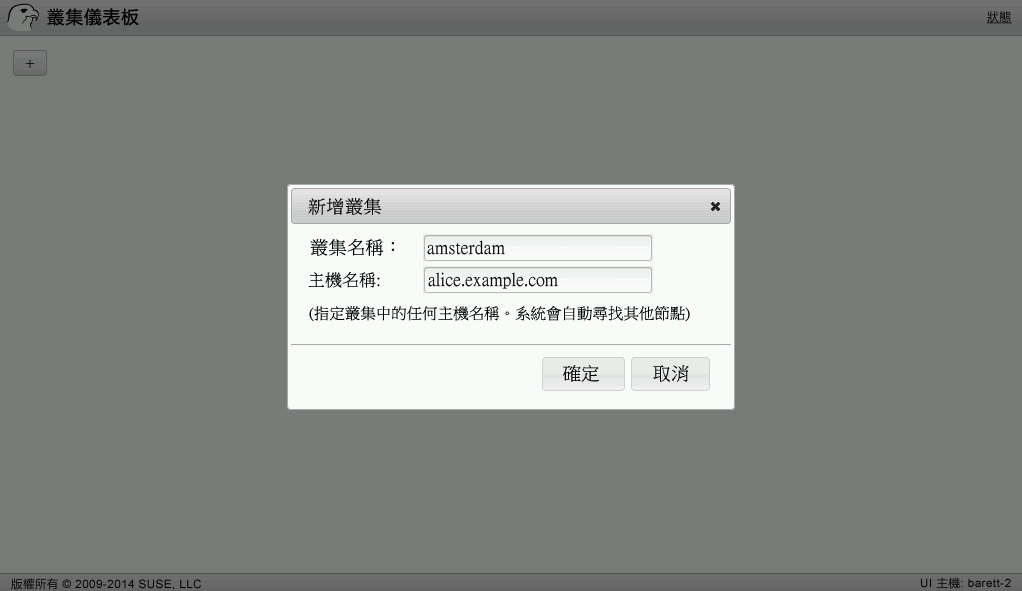 叢集儀表板
狀態
+
新增叢集
叢集名稱：
amsterdam
主機名稱:
alice.example.com
(指定叢集中的任何主機名稱。系統會自動尋找其他節點)
確定
取消
版權所有 © 2009-2014 SUSE, LLC
UI 主機: barett-2